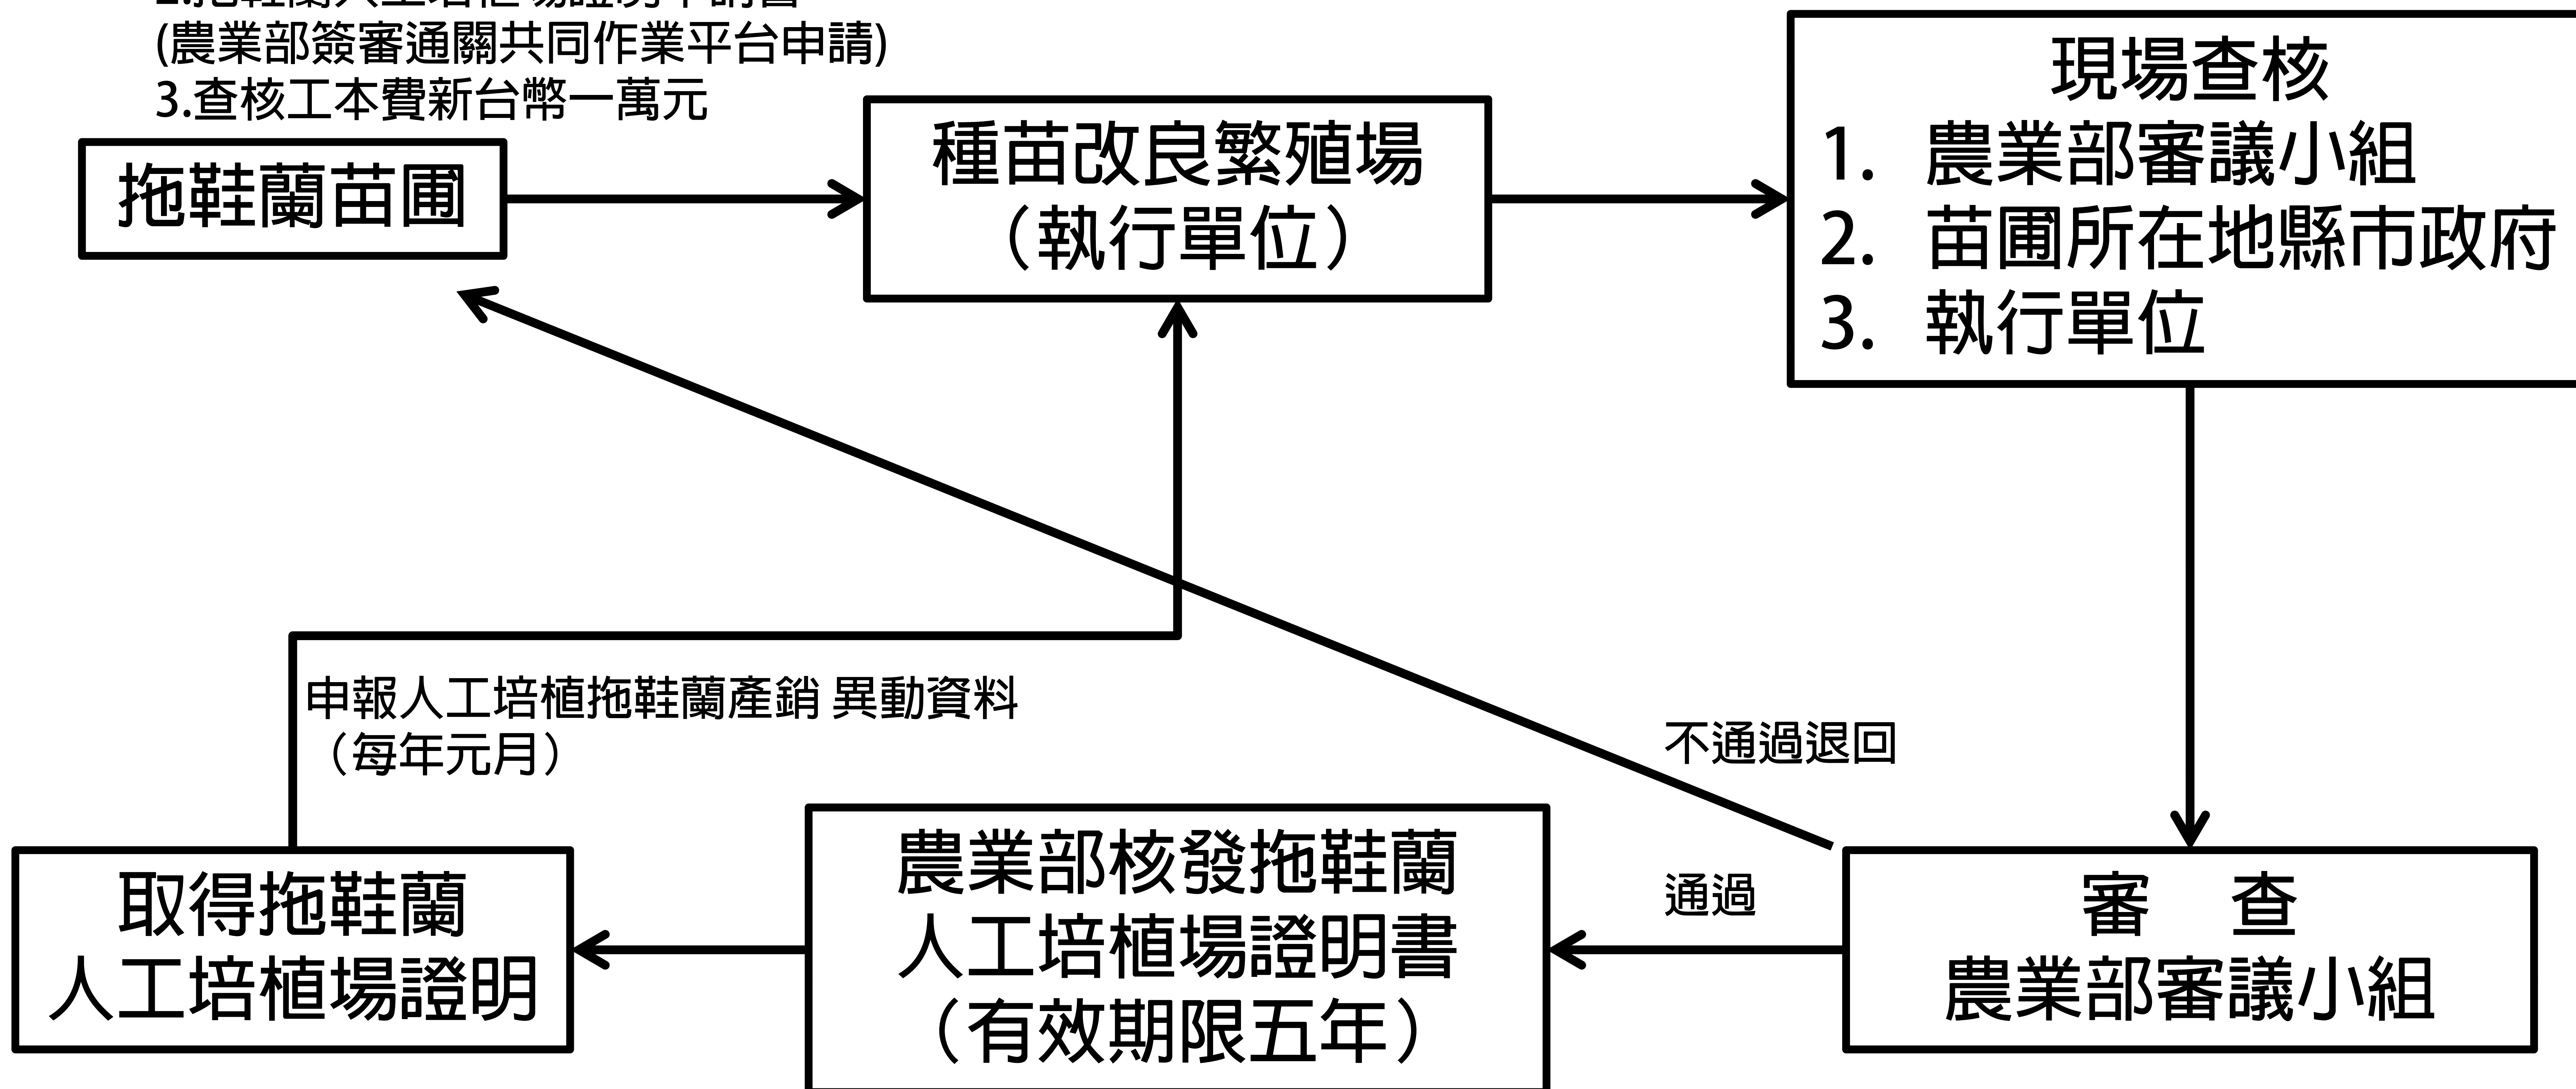 (農業部簽審通關共同作業平台申請)
3.查核工本費新台幣一萬元
拖鞋蘭苗圃
種苗改良繁殖場
（執行單位）
現場查核
1. 農業部審議小組
2. 苗圃所在地縣市政府
3. 執行單位
申報人工培植拖鞋蘭產銷 異動資料
（每年元月）
不通過退回
通過
審 查
農業部審議小組
農業部核發拖鞋蘭
人工培植場證明書
（有效期限五年）
取得拖鞋蘭
人工培植場證明